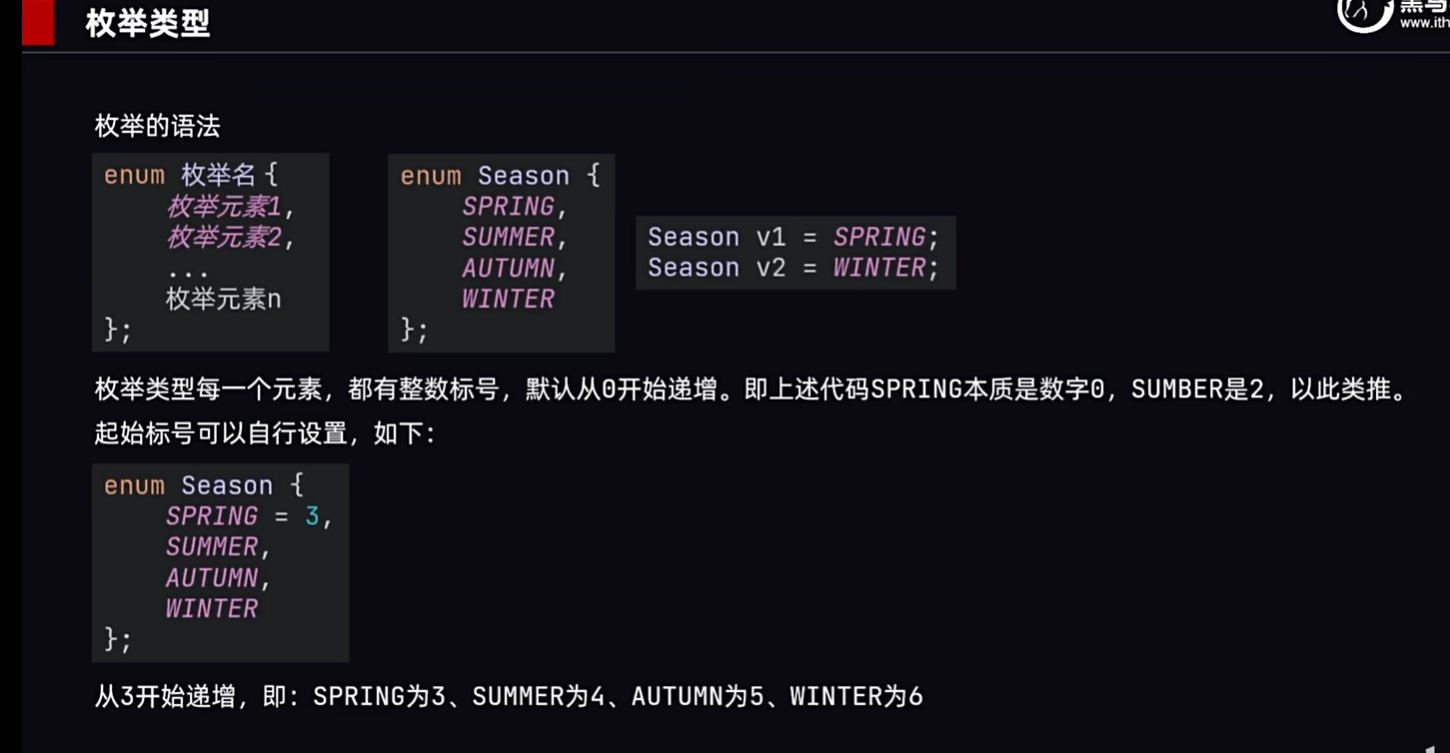 枚举类型
www.ith
枚举的语法
enum 枚举名 {
枚举元素1,
枚举元素2,
...
枚举元素n
};
enum Season {
SPRING,
SUMMER,
AUTUMN,
WINTER
};
Season v1 = SPRING;
Season v2 = WINTER;
枚举类型每一个元素，都有整数标号，默认从0开始递增。即上述代码SPRING本质是数字0，SUMBER是2，以此类推。
起始标号可以自行设置，如下：
enum Season {
SPRING = 3,
SUMMER,
AUTUMN,
WINTER
};
从3开始递增，即：SPRING为3、SUMMER为4、AUTUMN为5、WINTER为6